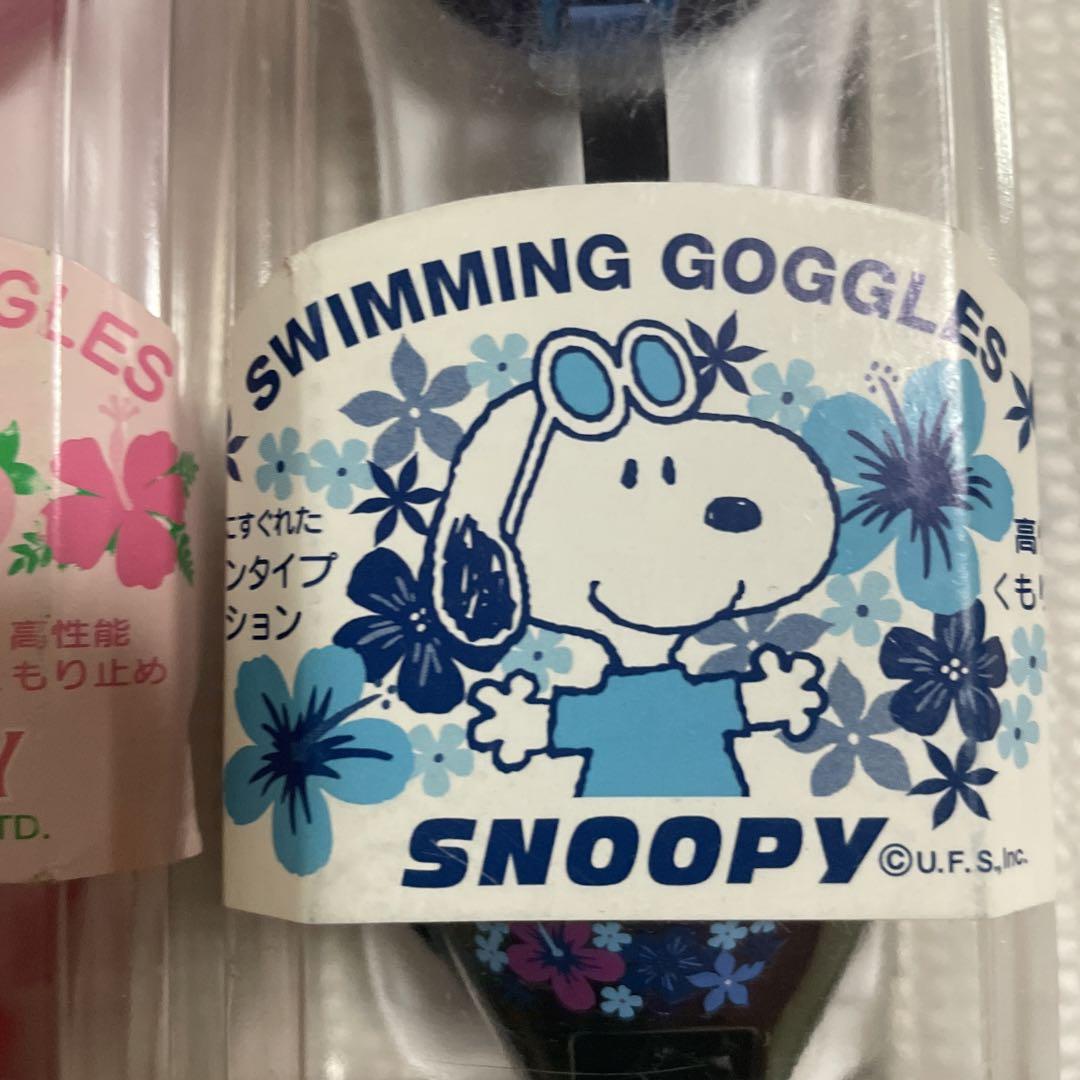 SWIMMING GOGGLES
にすぐれた
ンタイプ
ション
高
くもり
SNOOPY
©U.F.S.,Inc.
GLES
高性能
もり止め
Y
TD.